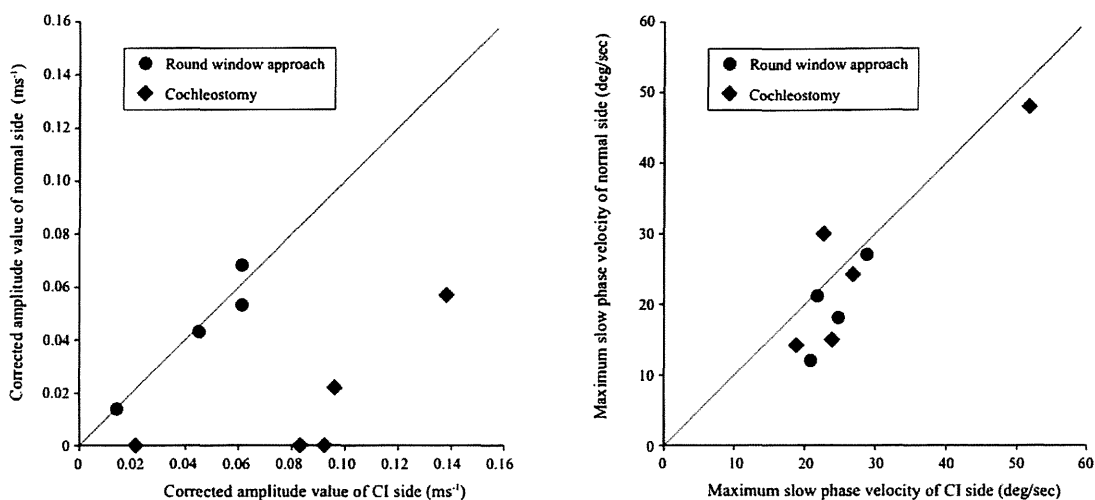 0.16
0.14
0.12
0.10
0.08
0.06
0.04
0.02
0
0 0.02 0.04 0.06 0.08 0.10 0.12 0.14 0.16
Corrected amplitude value of normal side (ms⁻¹)
Corrected amplitude value of CI side (ms⁻¹)
Round window approach
Cochleostomy
60
50
40
30
20
10
0
0 10 20 30 40 50 60
Maximum slow phase velocity of normal side (deg/sec)
Maximum slow phase velocity of CI side (deg/sec)
Round window approach
Cochleostomy